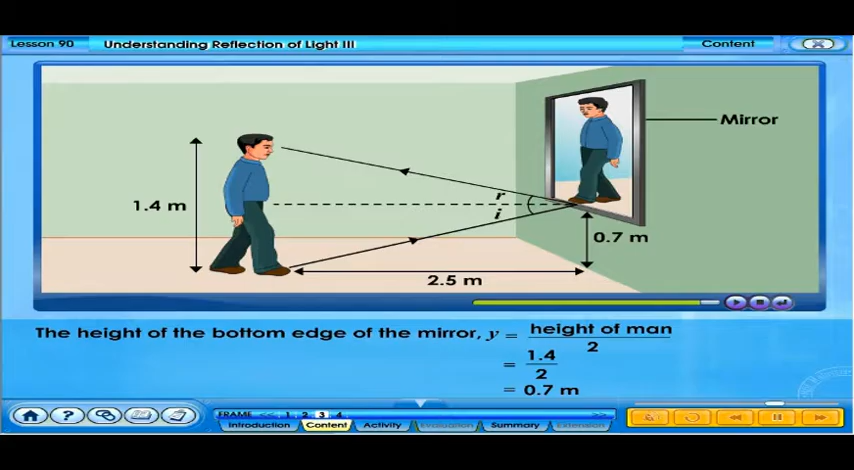 Lesson 90 Understanding Reflection of Light III Content
Mirror
r
1.4 m
i
0.7 m
2.5 m
The height of the bottom edge of the mirror, y = height of man
2
= 1.4
2
= 0.7 m
FRAME << 1 2 3 4 >>
Introduction Content Activity Evaluation Summary Extension